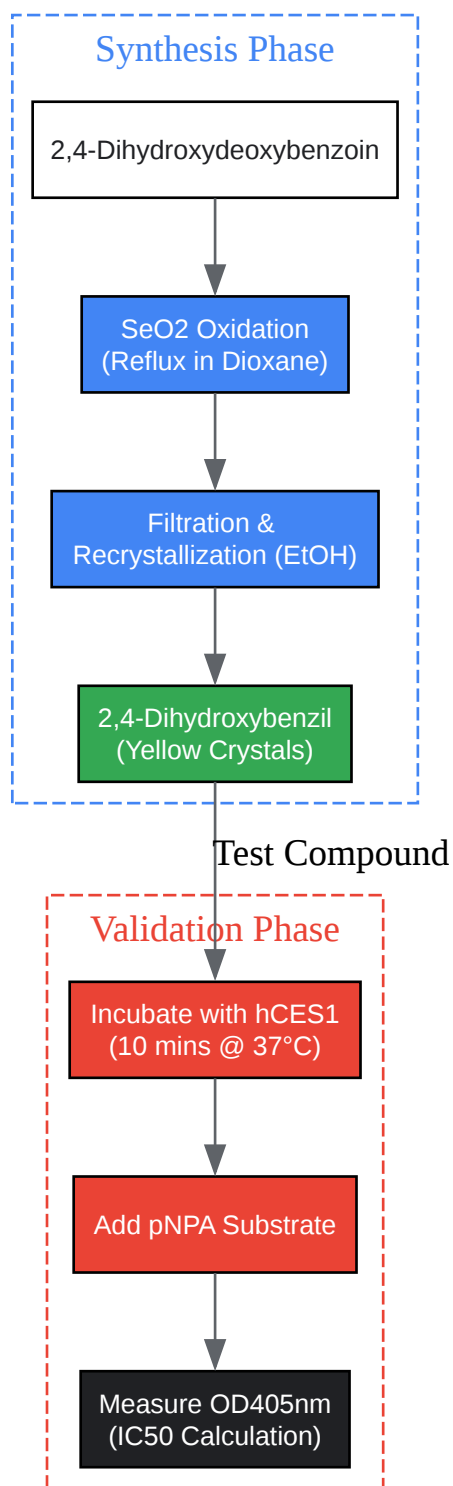 Synthesis Phase
2,4-Dihydroxydeoxybenzoin
SeO2 Oxidation
(Reflux in Dioxane)
Filtration &
Recrystallization (EtOH)
2,4-Dihydroxybenzil
(Yellow Crystals)
Test Compound
Validation Phase
Incubate with hCES1
(10 mins @ 37°C)
Add pNPA Substrate
Measure OD405nm
(IC50 Calculation)